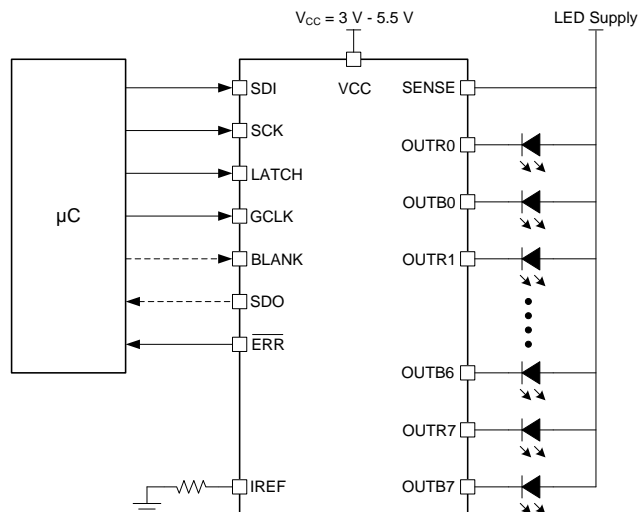 V_CC = 3 V - 5.5 V
LED Supply
SDI
VCC
SENSE
SCK
OUTR0
LATCH
OUTB0
µC
GCLK
BLANK
OUTR1
SDO
ERR
OUTB6
OUTR7
IREF
OUTB7